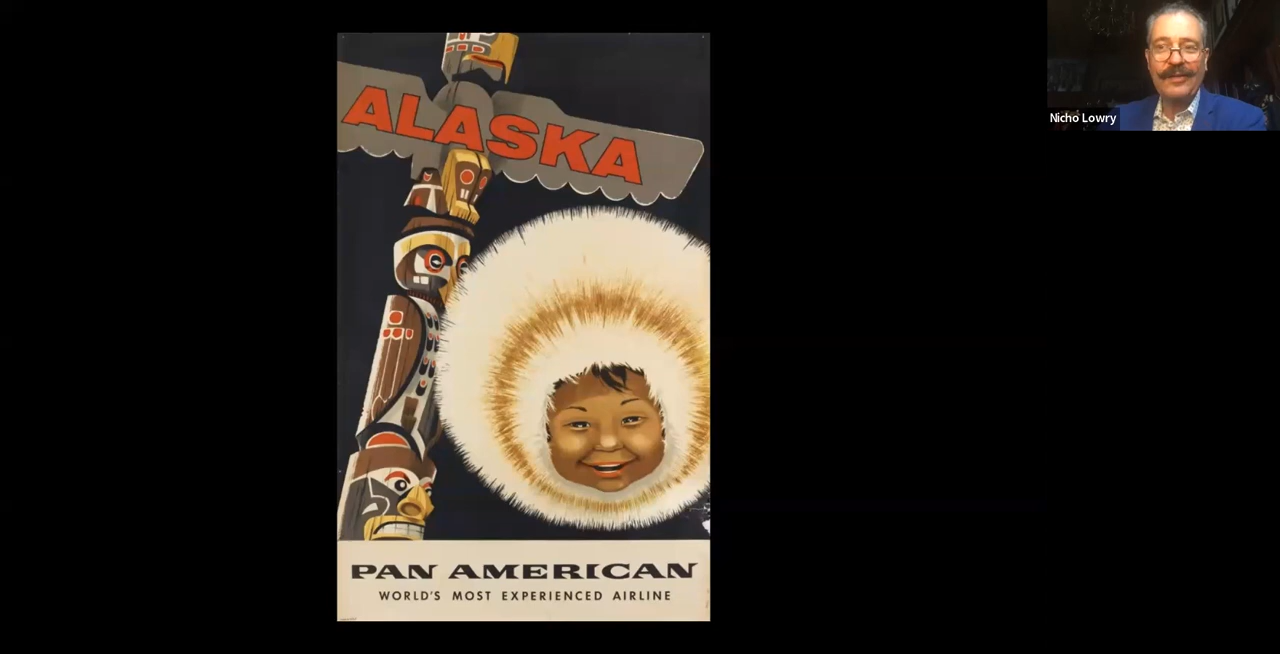 ALASKA
PAN AMERICAN
WORLD'S MOST EXPERIENCED AIRLINE
Nicho Lowry